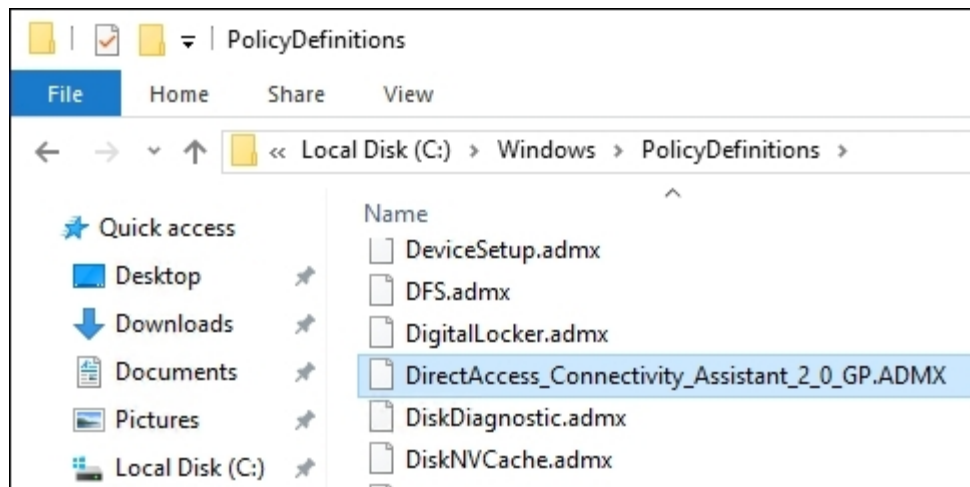 PolicyDefinitions
File Home Share View
« Local Disk (C:) > Windows > PolicyDefinitions >
Quick access
Desktop
Downloads
Documents
Pictures
Local Disk (C:)
Name
DeviceSetup.admx
DFS.admx
DigitalLocker.admx
DirectAccess_Connectivity_Assistant_2_0_GP.ADMX
DiskDiagnostic.admx
DiskNVCache.admx